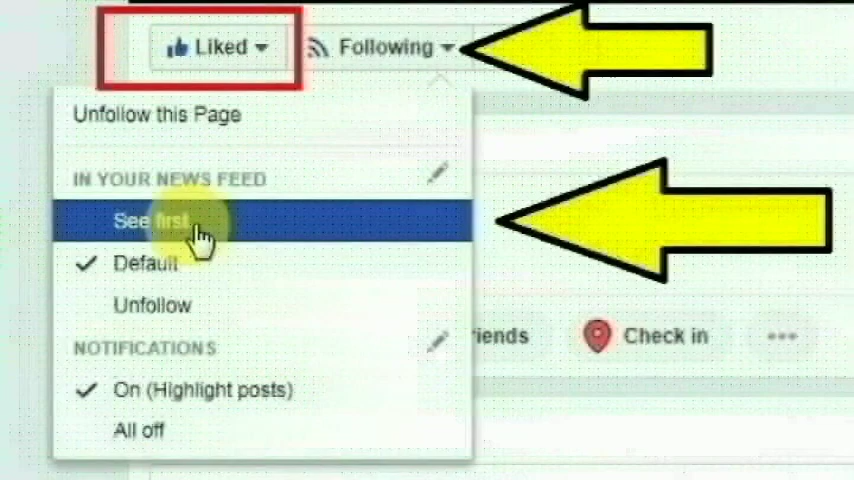 Liked Following
Unfollow this Page
IN YOUR NEWS FEED
See first
Default
Unfollow
riends Check in
NOTIFICATIONS
On (Highlight posts)
All off